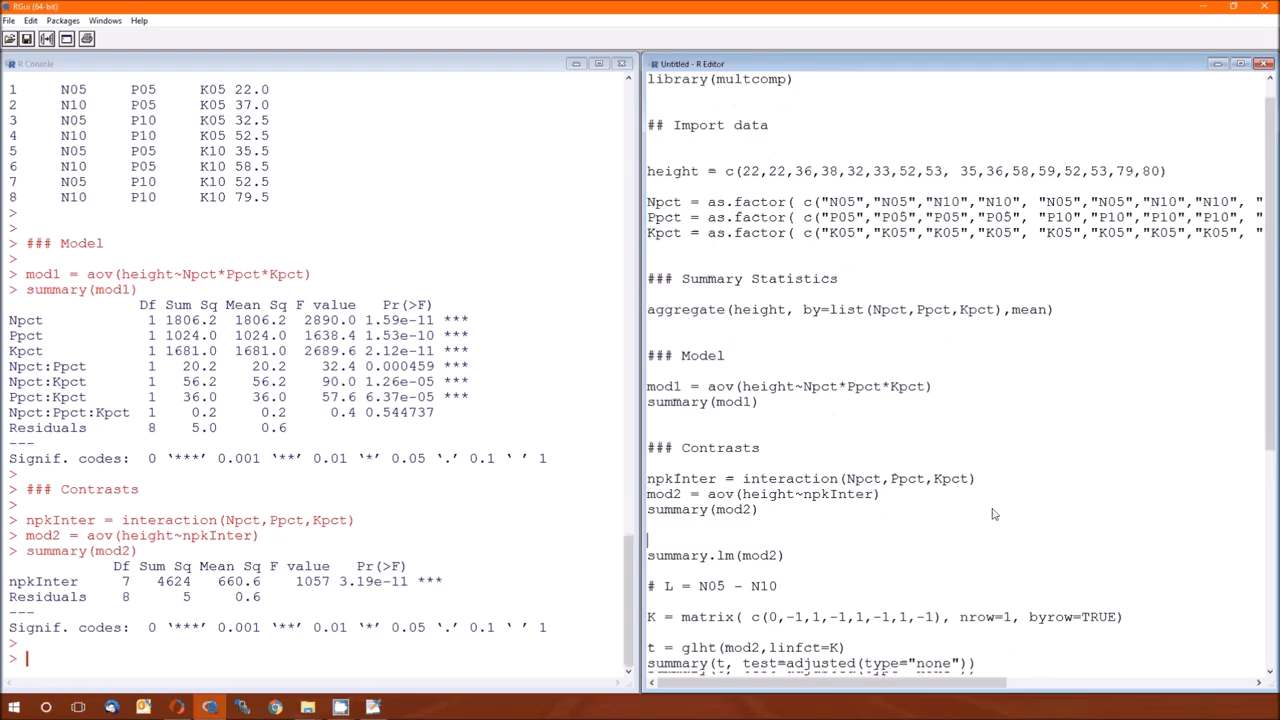 RGui (64-bit)
File Edit Packages Windows Help
R Console
1 N05 P05 K05 22.0
2 N10 P05 K05 37.0
3 N05 P10 K05 32.5
4 N10 P10 K05 52.5
5 N05 P05 K10 35.5
6 N10 P05 K10 58.5
7 N05 P10 K10 52.5
8 N10 P10 K10 79.5
>
>
> ### Model
>
> mod1 = aov(height~Npct*Ppct*Kpct)
> summary(mod1)
Df Sum Sq Mean Sq F value Pr(>F)
Npct 1 1806.2 1806.2 2890.0 1.59e-11 ***
Ppct 1 1024.0 1024.0 1638.4 1.53e-10 ***
Kpct 1 1681.0 1681.0 2689.6 2.12e-11 ***
Npct:Ppct 1 20.2 20.2 32.4 0.000459 ***
Npct:Kpct 1 56.2 56.2 90.0 1.26e-05 ***
Ppct:Kpct 1 36.0 36.0 57.6 6.37e-05 ***
Npct:Ppct:Kpct 1 0.2 0.2 0.4 0.544737
Residuals 8 5.0 0.6
---
Signif. codes: 0 ‘***’ 0.001 ‘**’ 0.01 ‘*’ 0.05 ‘.’ 0.1 ‘ ’ 1
>
> ### Contrasts
>
> npkInter = interaction(Npct,Ppct,Kpct)
> mod2 = aov(height~npkInter)
> summary(mod2)
Df Sum Sq Mean Sq F value Pr(>F)
npkInter 7 4624 660.6 1057 3.19e-11 ***
Residuals 8 5 0.6
---
Signif. codes: 0 ‘***’ 0.001 ‘**’ 0.01 ‘*’ 0.05 ‘.’ 0.1 ‘ ’ 1
>
>
Untitled - R Editor
library(multcomp)
## Import data
height = c(22,22,36,38,32,33,52,53, 35,36,58,59,52,53,79,80)
Npct = as.factor( c("N05","N05","N10","N10", "N05","N05","N10","N10", "
Ppct = as.factor( c("P05","P05","P05","P05", "P10","P10","P10","P10", "
Kpct = as.factor( c("K05","K05","K05","K05", "K05","K05","K05","K05", "
### Summary Statistics
aggregate(height, by=list(Npct,Ppct,Kpct),mean)
### Model
mod1 = aov(height~Npct*Ppct*Kpct)
summary(mod1)
### Contrasts
npkInter = interaction(Npct,Ppct,Kpct)
mod2 = aov(height~npkInter)
summary(mod2)
summary.lm(mod2)
# L = N05 - N10
K = matrix( c(0,-1,1,-1,1,-1,1,-1), nrow=1, byrow=TRUE)
t = glht(mod2,linfct=K)
summary(t, test=adjusted(type="none"))